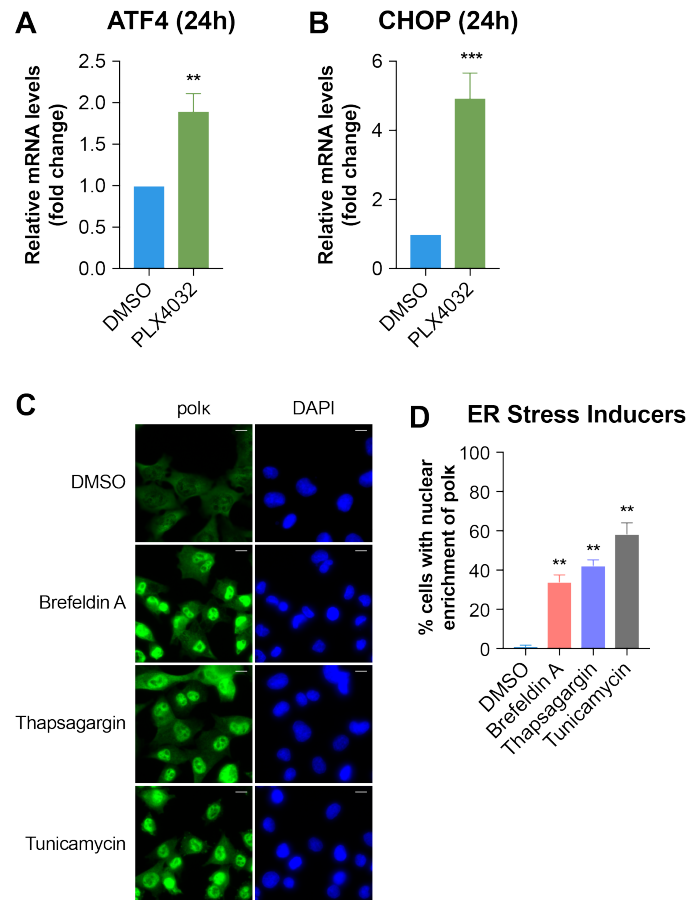 A
ATF4 (24h)
Relative mRNA levels
(fold change)
2.5
2.0
1.5
1.0
0.5
0.0
**
DMSO
PLX4032
B
CHOP (24h)
Relative mRNA levels
(fold change)
6
4
2
0
***
DMSO
PLX4032
C
polκ
DAPI
DMSO
Brefeldin A
Thapsagargin
Tunicamycin
D
ER Stress Inducers
% cells with nuclear
enrichment of polκ
100
80
60
40
20
0
**
**
**
DMSO
Brefeldin A
Thapsagargin
Tunicamycin